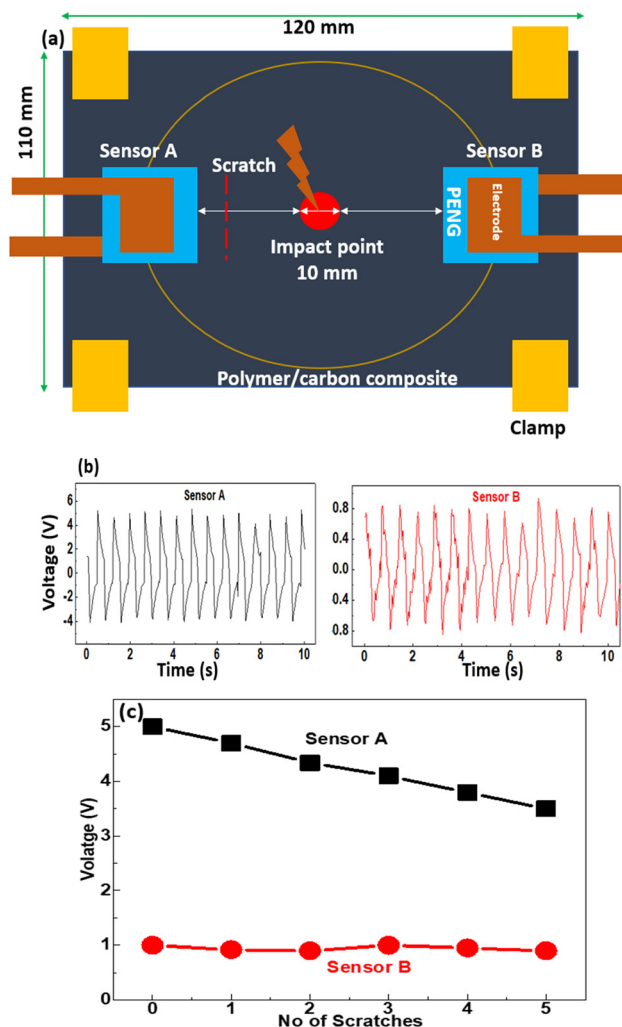 (a)
120 mm
110 mm
Sensor A
Sensor B
Scratch
PENG
Electrode
Impact point
10 mm
Polymer/carbon composite
Clamp
(b)
Voltage (V)
6
4
2
0
-2
-4
Sensor A
0 2 4 6 8 10
Time (s)
0.8
0.4
0.0
0.4
0.8
Sensor B
0 2 4 6 8 10
Time (s)
(c)
Volatge (V)
5
4
3
2
1
0
Sensor A
Sensor B
0 1 2 3 4 5
No of Scratches